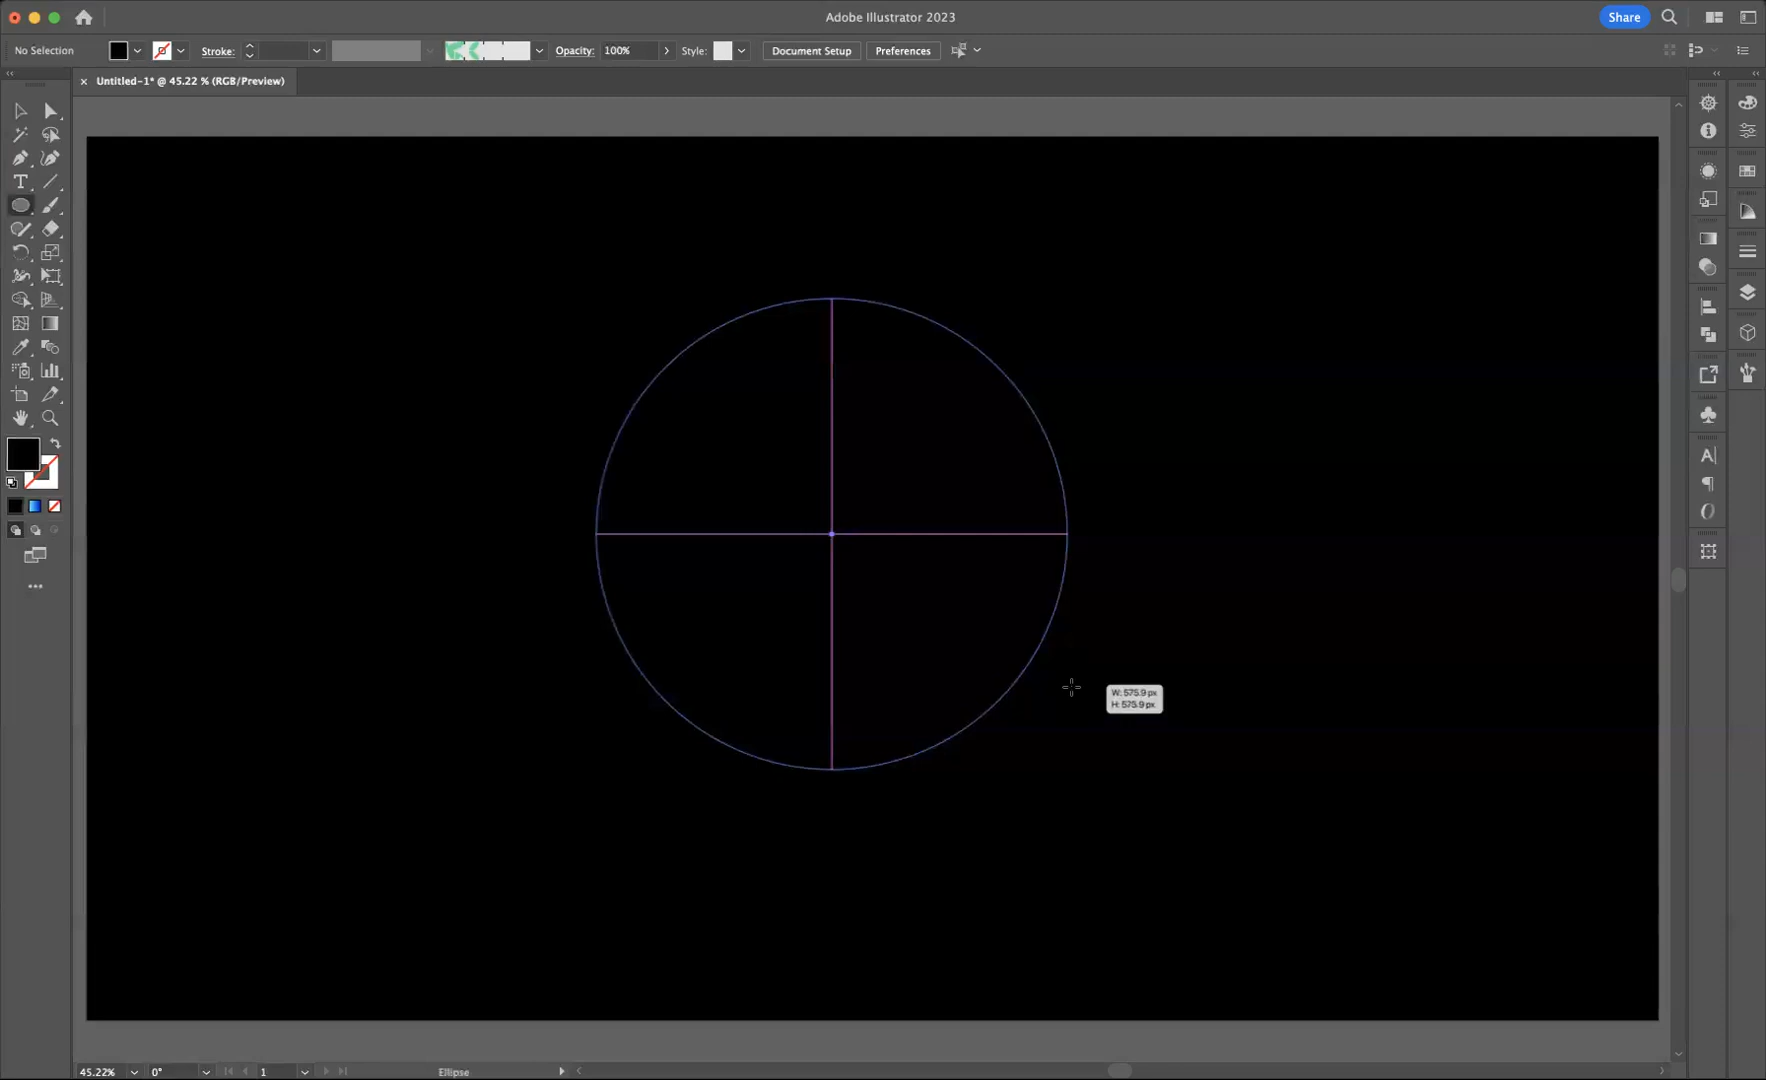 Adobe Illustrator 2023
Share
No Selection
Stroke:
Opacity: 100%
Style:
Document Setup
Preferences
Untitled-1* @ 45.22 % (RGB/Preview)
W: 575.9 px
H: 575.9 px
45.22%
0°
1
Ellipse